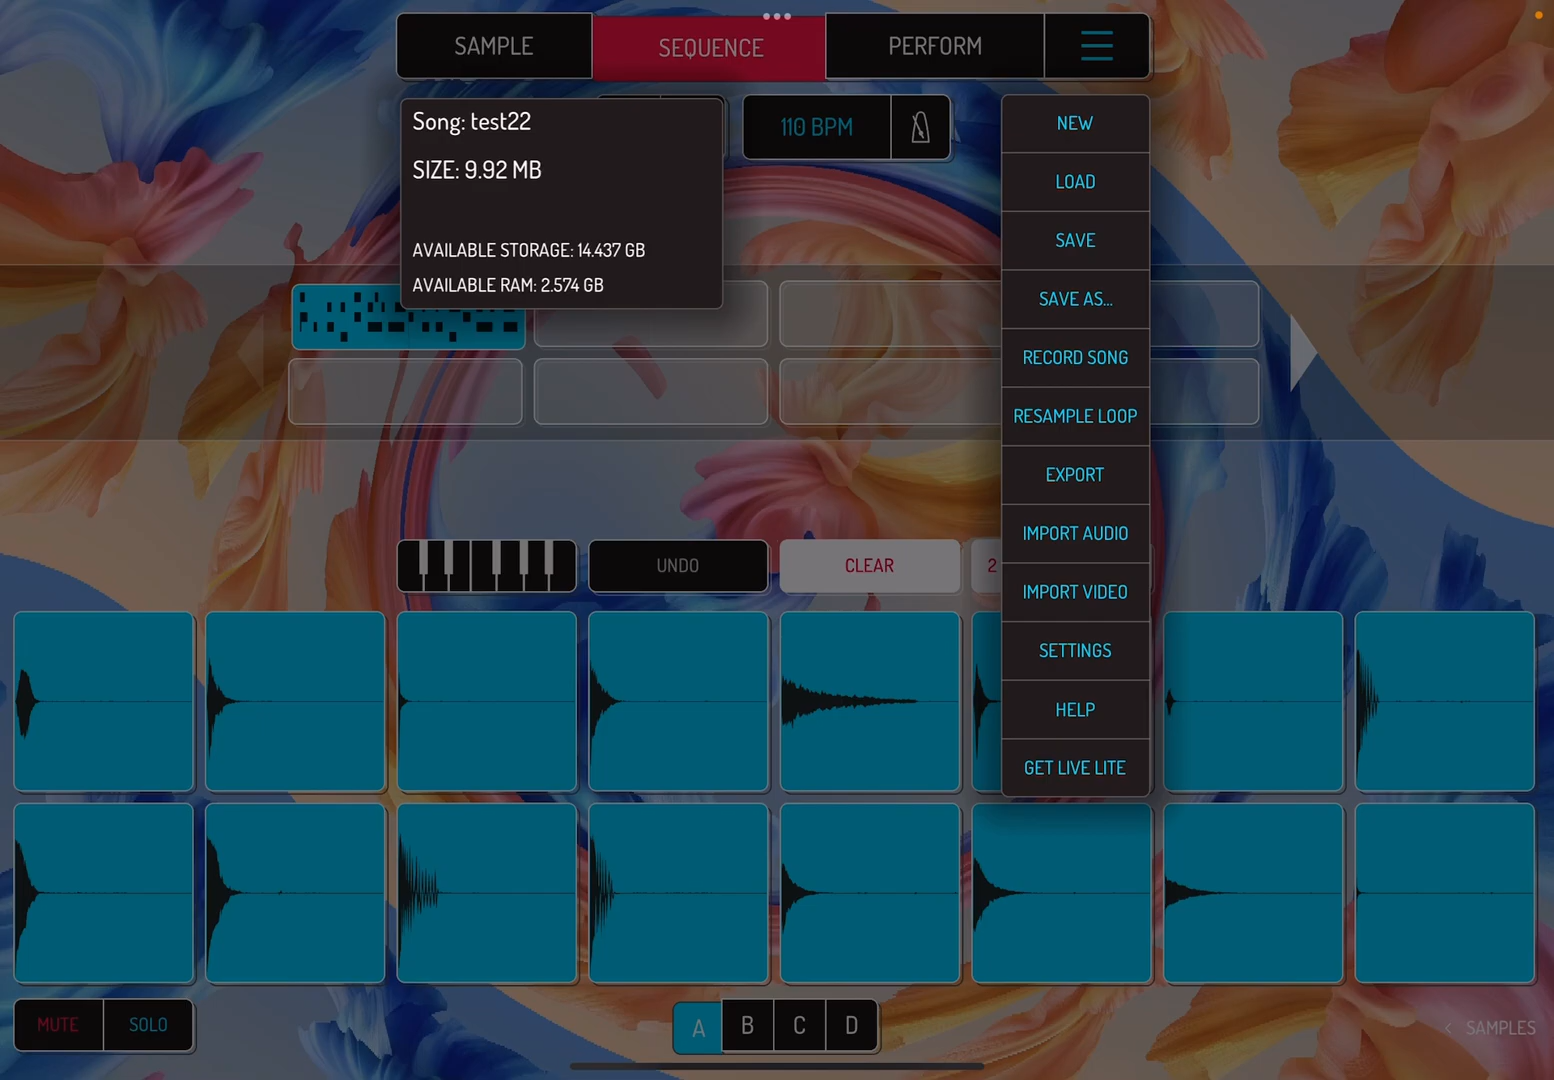 SAMPLE
SEQUENCE
PERFORM
Song: test22
SIZE: 9.92 MB
AVAILABLE STORAGE: 14.437 GB
AVAILABLE RAM: 2.574 GB
110 BPM
NEW
LOAD
SAVE
SAVE AS...
RECORD SONG
RESAMPLE LOOP
EXPORT
IMPORT AUDIO
IMPORT VIDEO
SETTINGS
HELP
GET LIVE LITE
UNDO
CLEAR
2
MUTE
SOLO
A
B
C
D
< SAMPLES